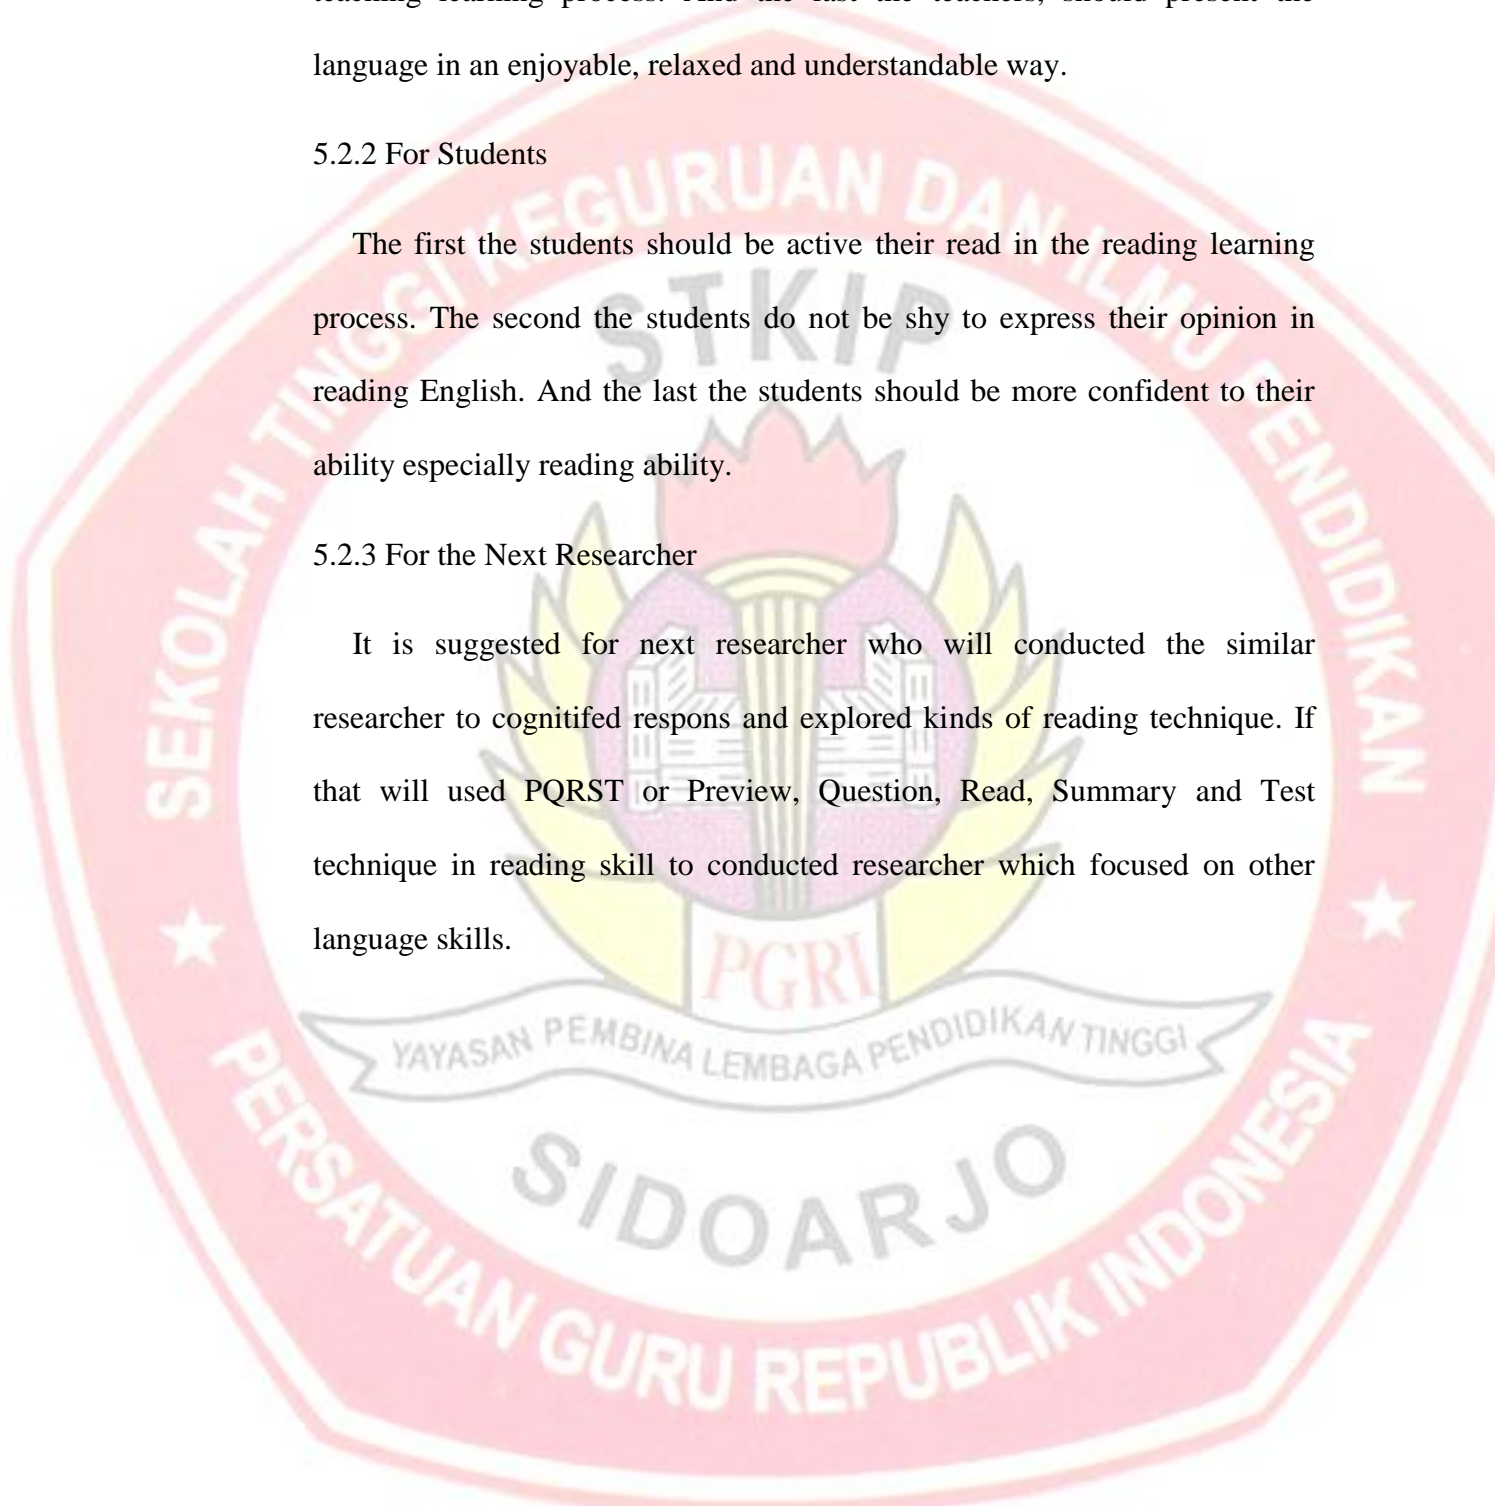 teaching learning process. And the last the teachers, should present the
language in an enjoyable, relaxed and understandable way.
5.2.2 For Students
The first the students should be active their read in the reading learning
process. The second the students do not be shy to express their opinion in
reading English. And the last the students should be more confident to their
ability especially reading ability.
5.2.3 For the Next Researcher
It is suggested for next researcher who will conducted the similar
researcher to cognitifed respons and explored kinds of reading technique. If
that will used PQRST or Preview, Question, Read, Summary and Test
technique in reading skill to conducted researcher which focused on other
language skills.
SEKOLAH TINGGI KEGURUAN DAN ILMU PENDIDIKAN
STKIP
PGRI
YAYASAN PEMBINA LEMBAGA PENDIDIKAN TINGGI
SIDOARJO
PERSATUAN GURU REPUBLIK INDONESIA